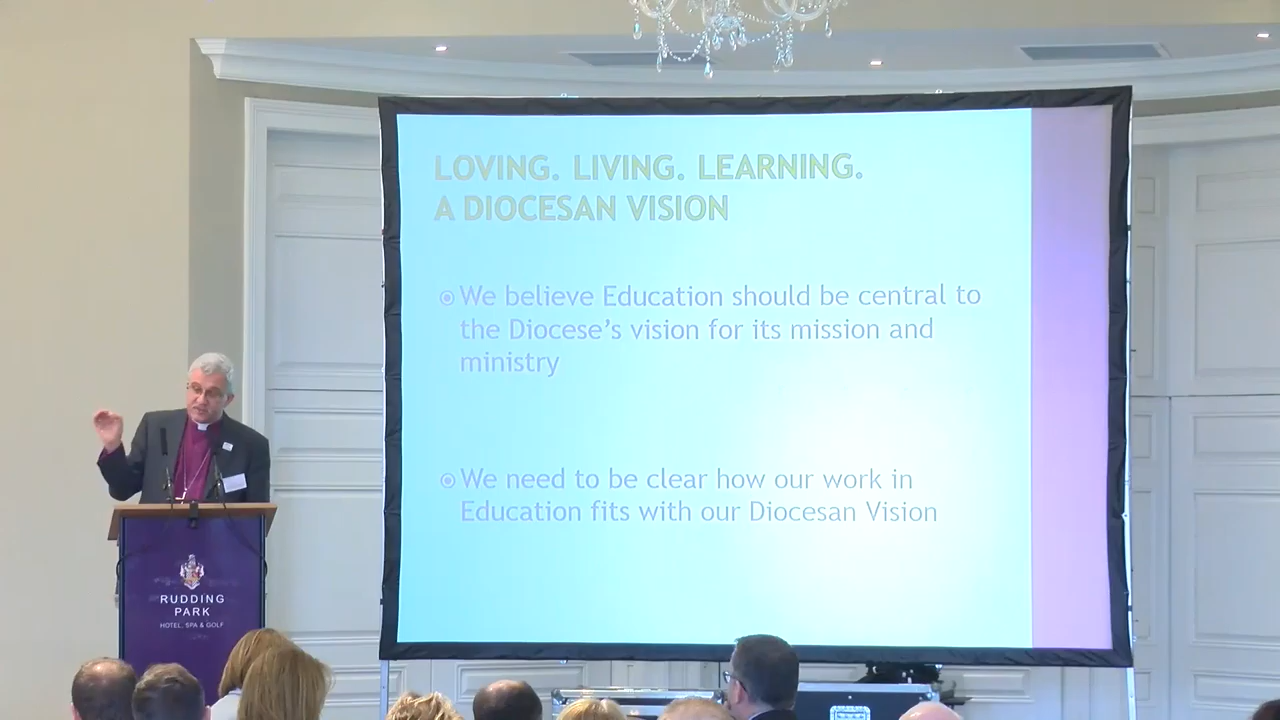 LOVING. LIVING. LEARNING.
A DIOCESAN VISION
We believe Education should be central to
the Diocese's vision for its mission and
ministry
We need to be clear how our work in
Education fits with our Diocesan Vision
RUDDING
PARK
HOTEL, SPA & GOLF